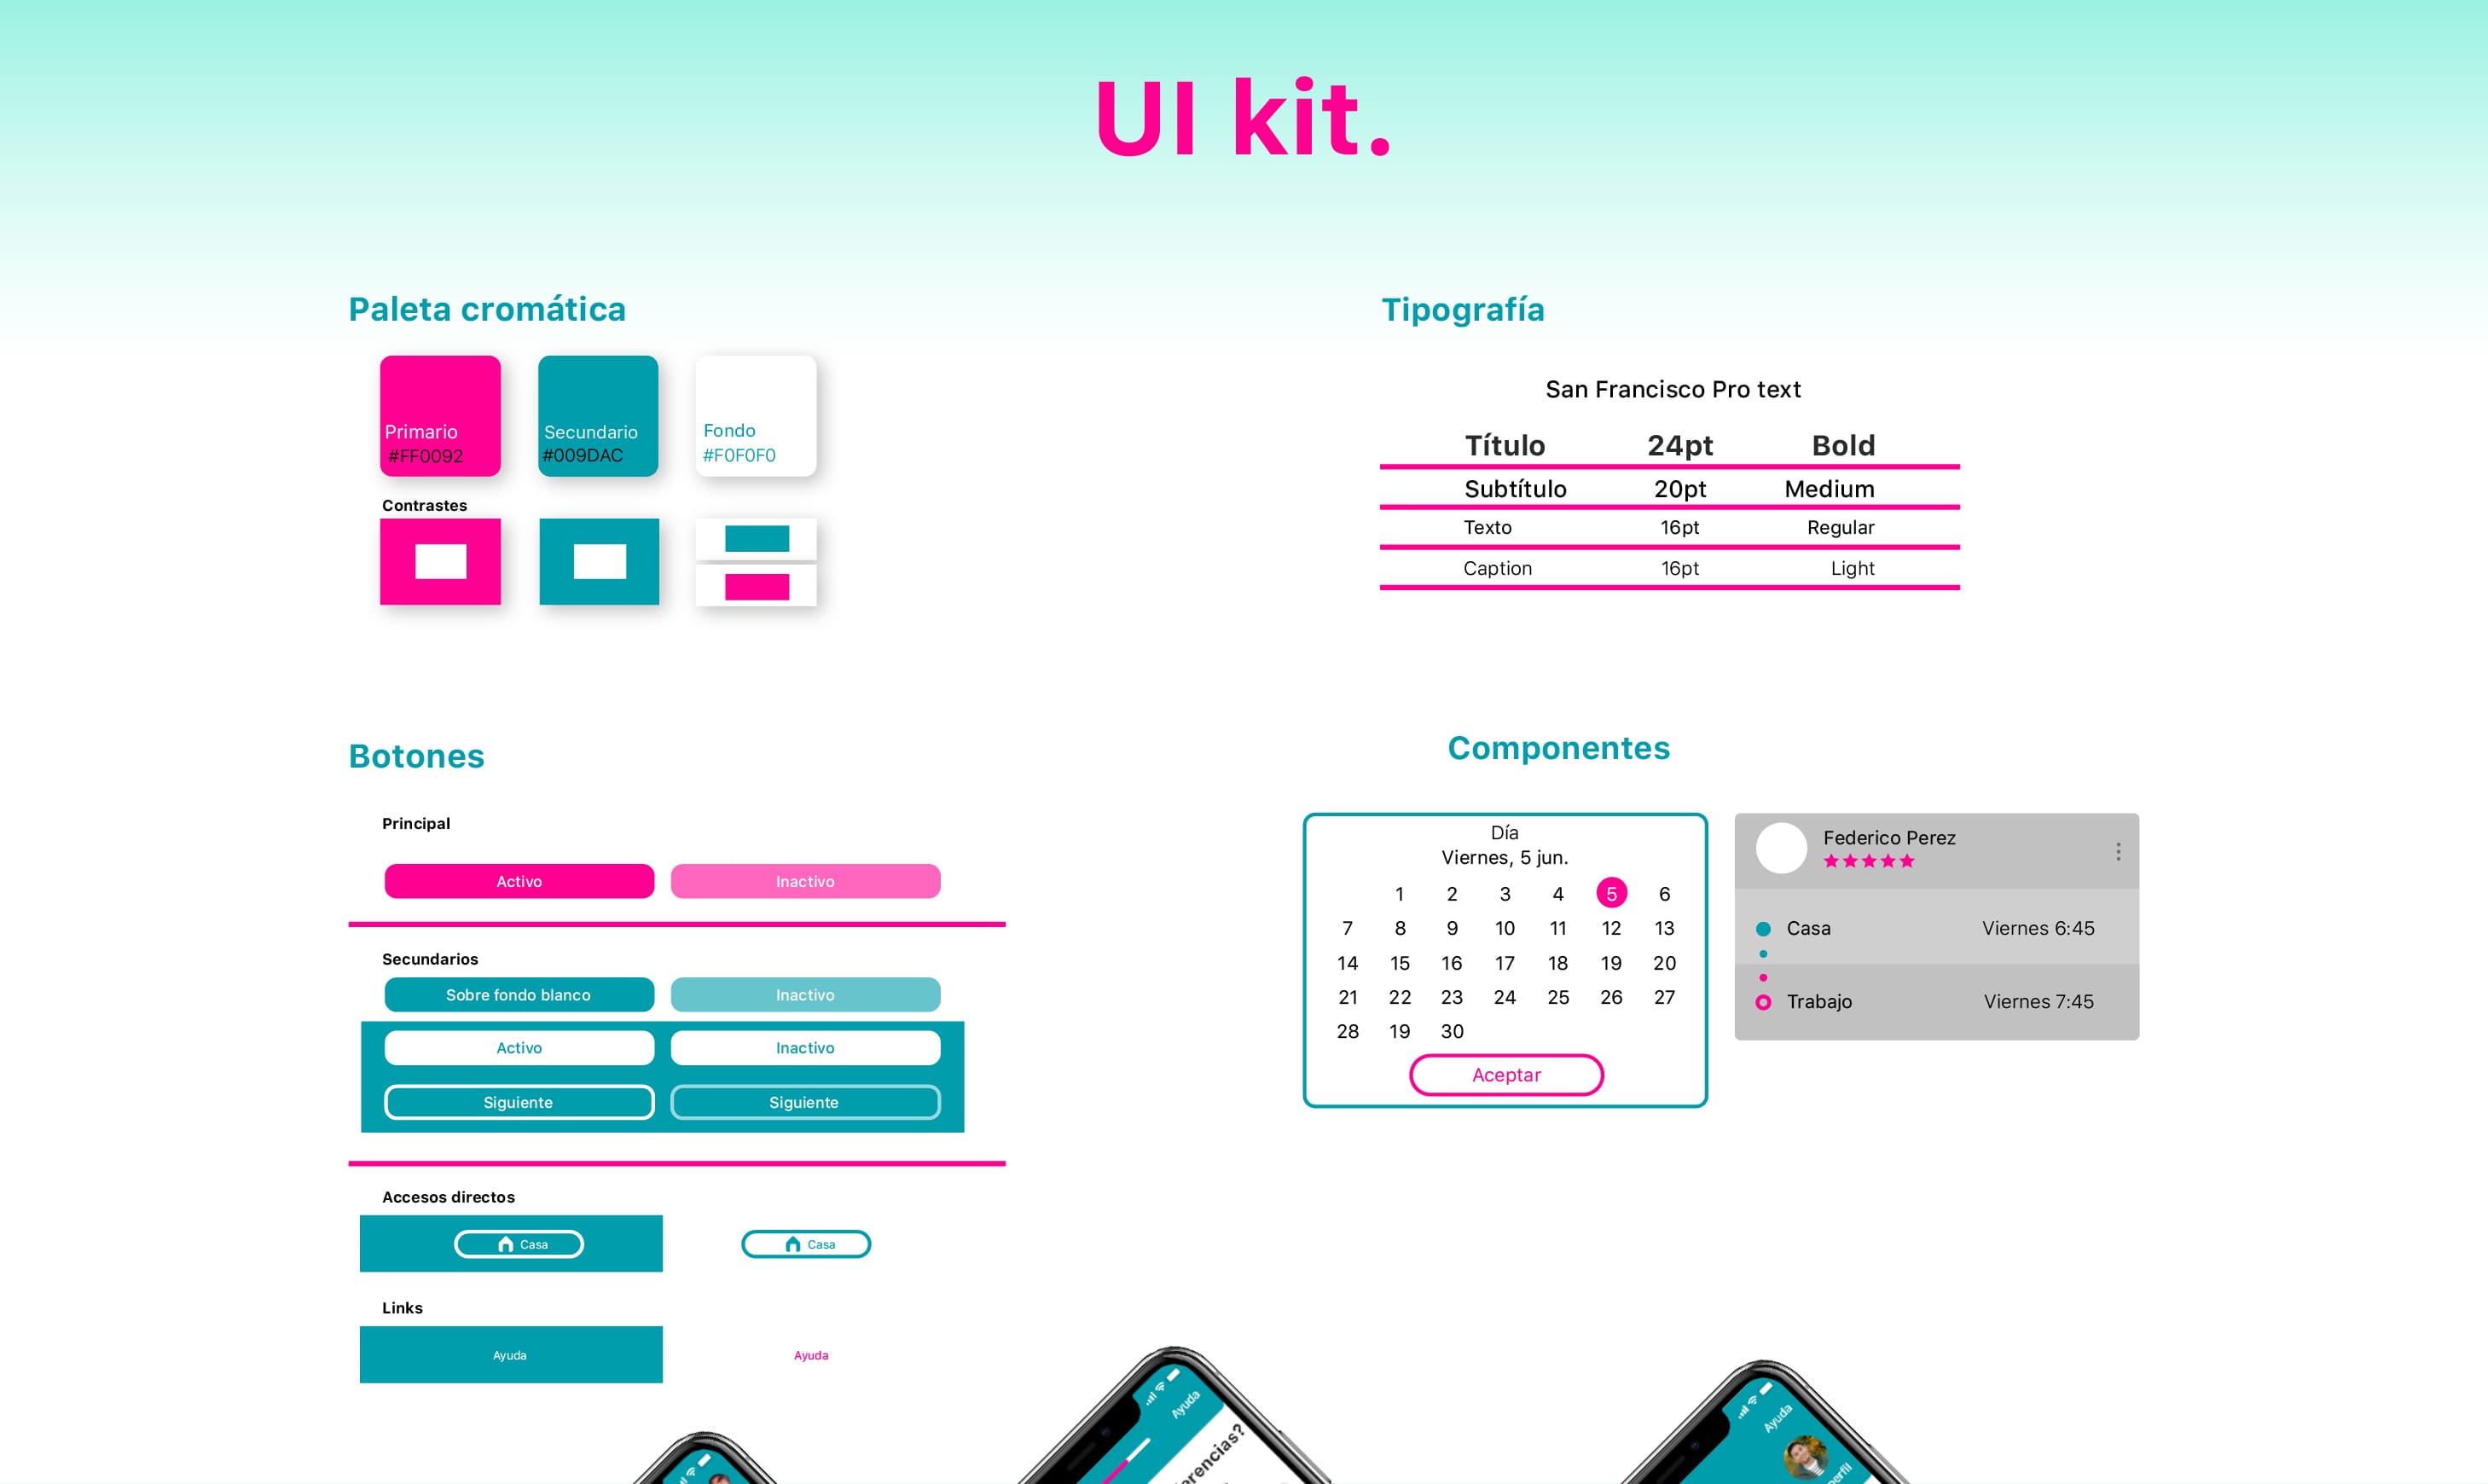 UI kit.
Paleta cromática
Primario
#FF0092
Secundario
#009DAC
Fondo
#F0F0F0
Contrastes
Tipografía
San Francisco Pro text
Título 24pt Bold
Subtítulo 20pt Medium
Texto 16pt Regular
Caption 16pt Light
Botones
Principal
Activo Inactivo
Secundarios
Sobre fondo blanco Inactivo
Activo Inactivo
Siguiente Siguiente
Accesos directos
Casa Casa
Links
Ayuda Ayuda
Componentes
Día
Viernes, 5 jun.
1 2 3 4 5 6
7 8 9 10 11 12 13
14 15 16 17 18 19 20
21 22 23 24 25 26 27
28 19 30
Aceptar
Federico Perez
Casa Viernes 6:45
Trabajo Viernes 7:45
Ayuda
erencias?
Ayuda
erfil